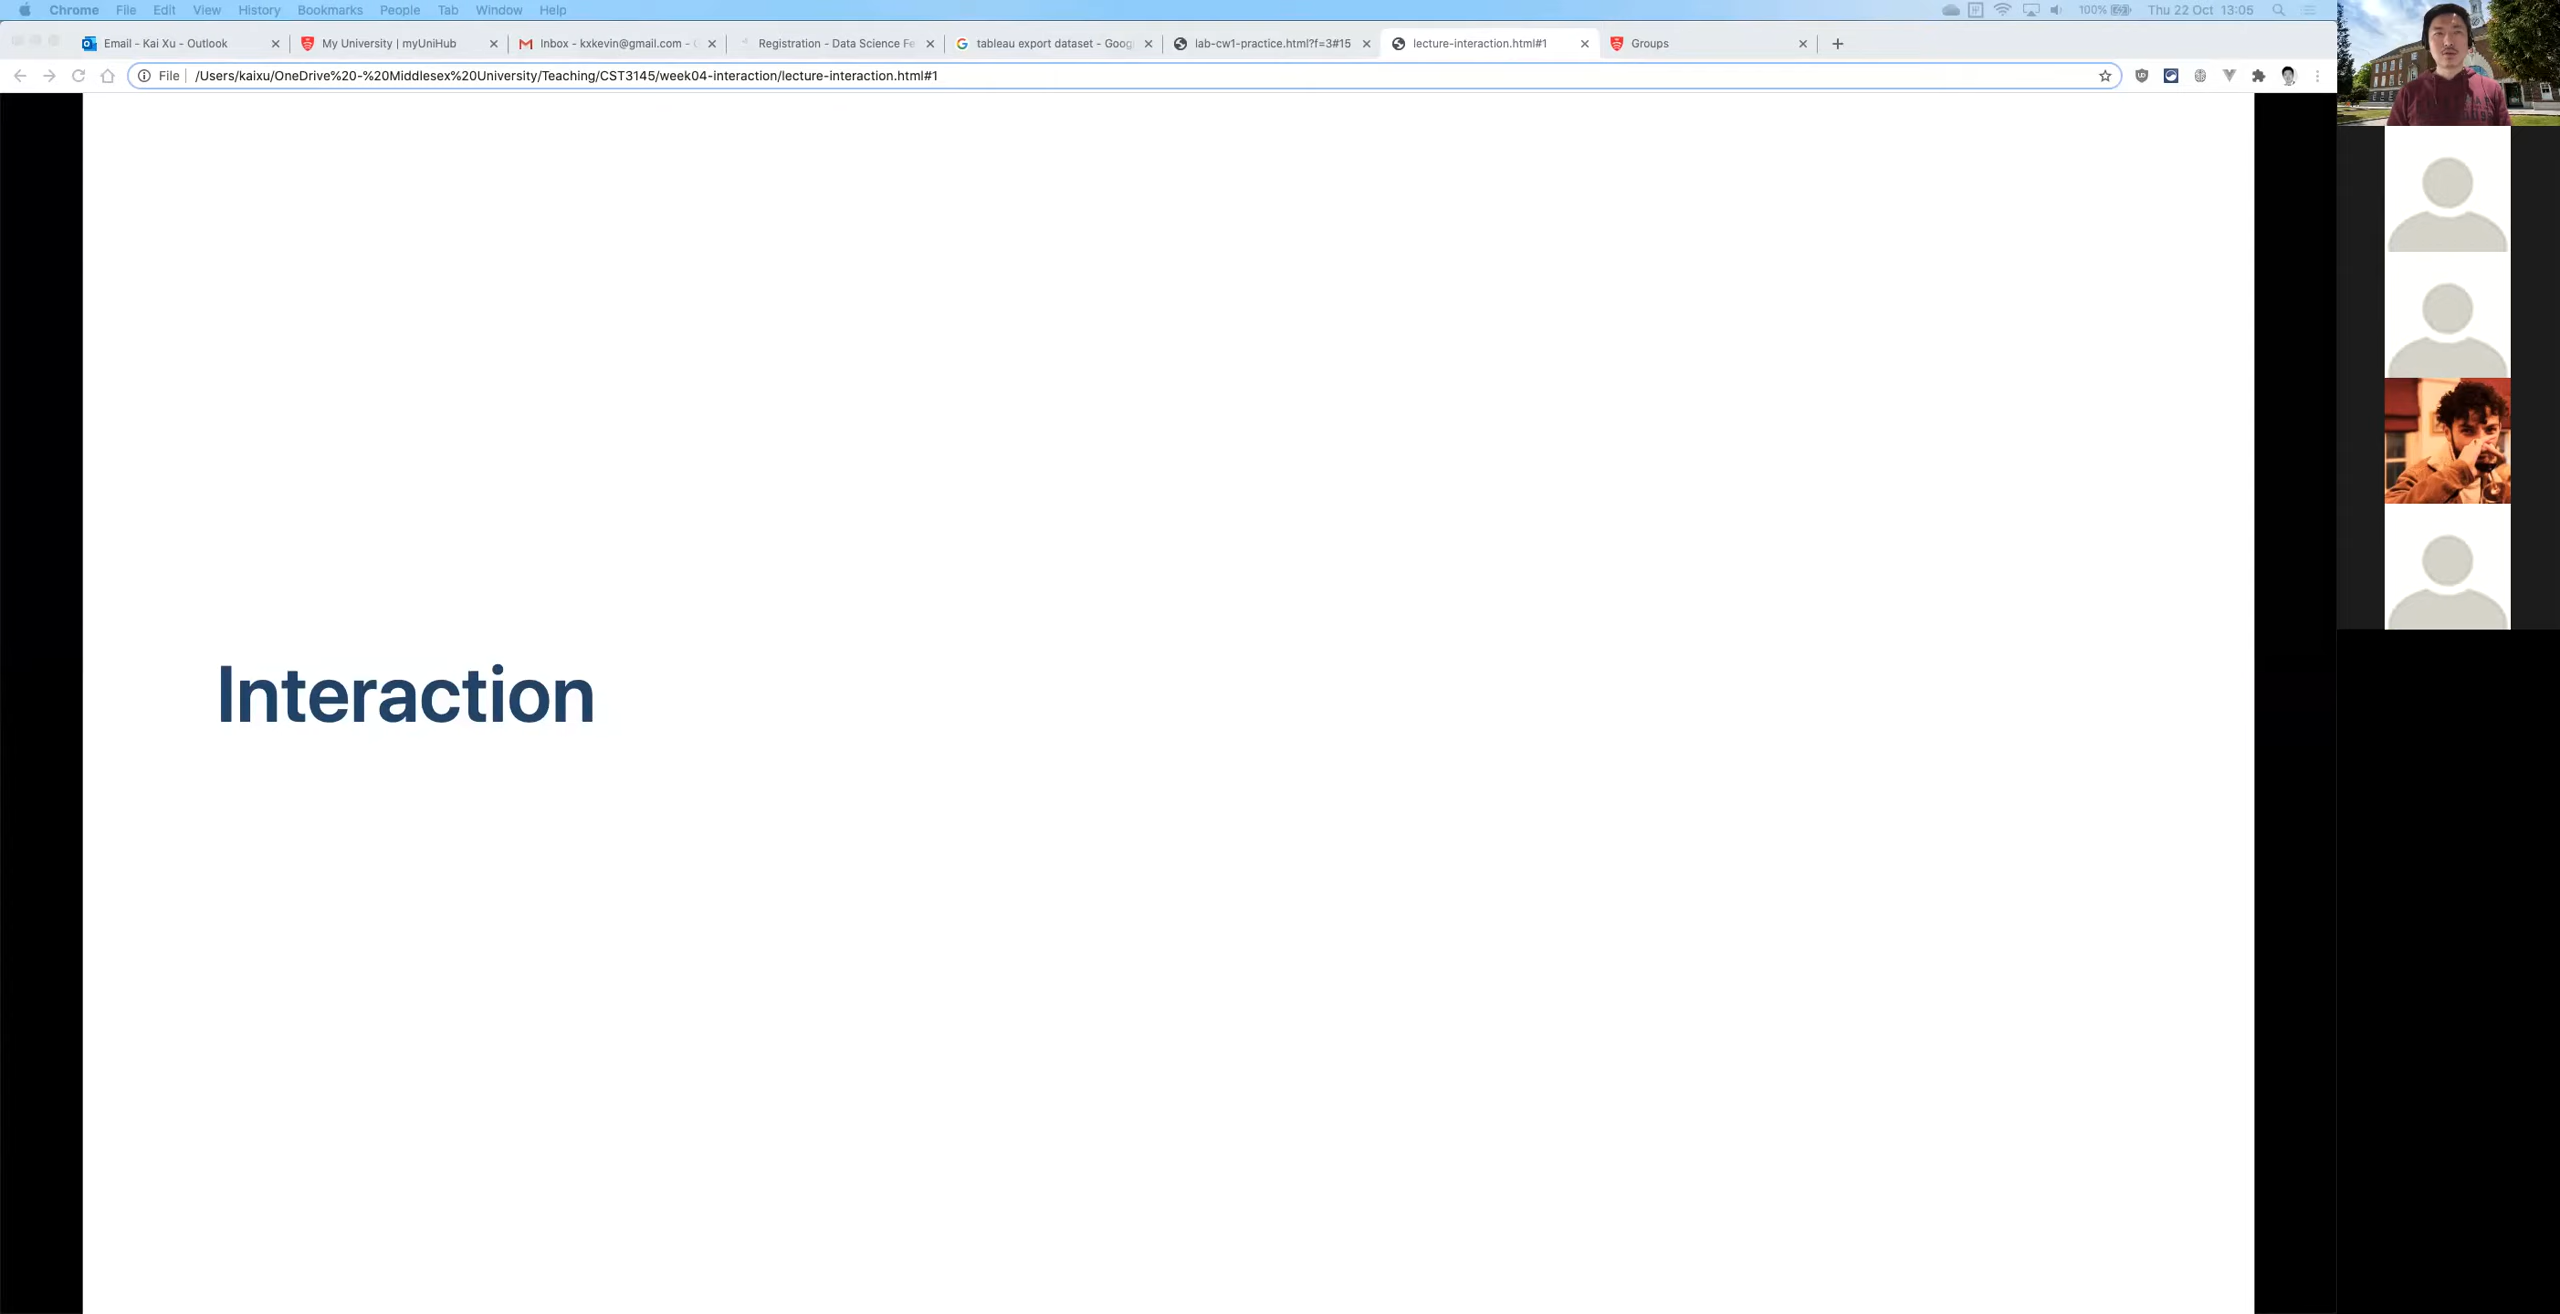 Chrome File Edit View History Bookmarks People Tab Window Help 100% Thu 22 Oct 13:05
Email - Kai Xu - Outlook My University | myUniHub Inbox - kxkevin@gmail.com - Registration - Data Science Fe tableau export dataset - Goog lab-cw1-practice.html?f=3#15 lecture-interaction.html#1 Groups
File /Users/kaixu/OneDrive%20-%20Middlesex%20University/Teaching/CST3145/week04-interaction/lecture-interaction.html#1
Interaction